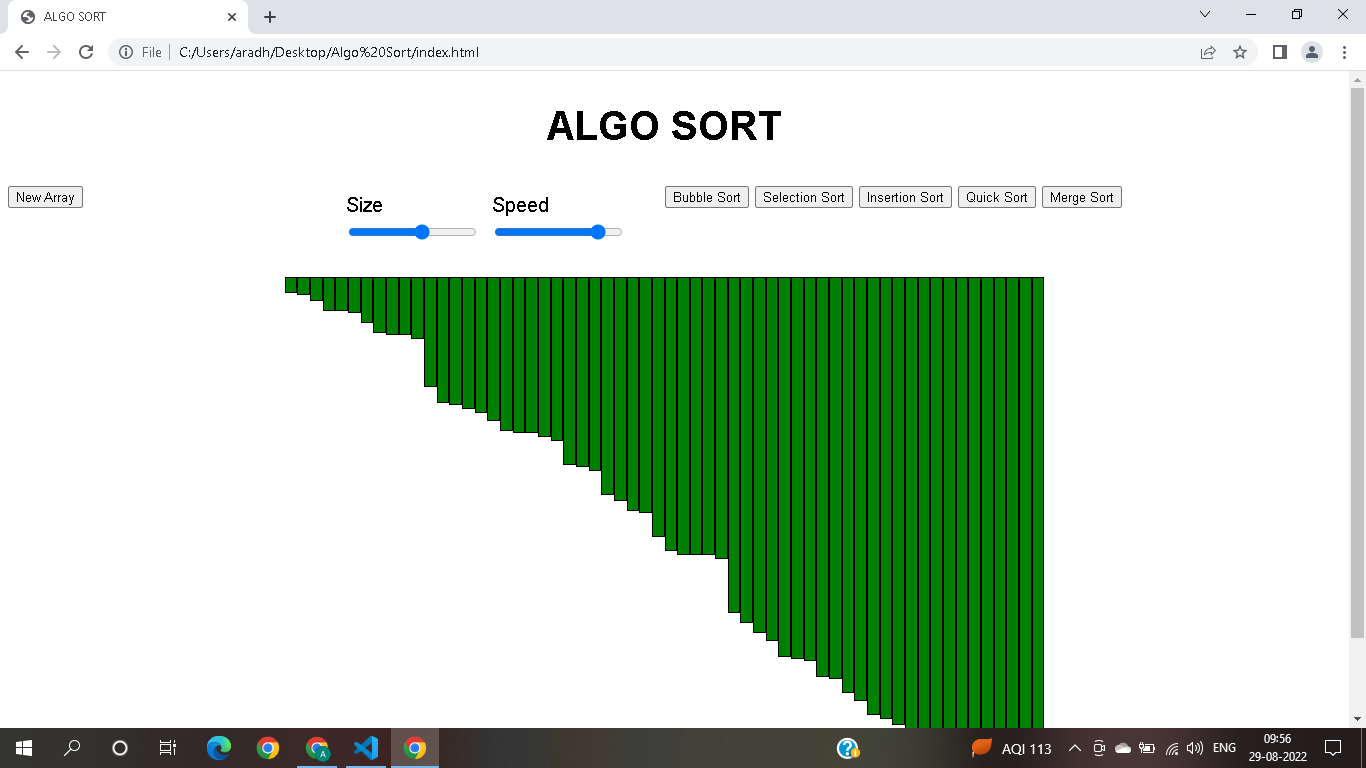 ALGO SORT
File
C:/Users/aradh/Desktop/Algo%20Sort/index.html
ALGO SORT
New Array
Size
Speed
Bubble Sort
Selection Sort
Insertion Sort
Quick Sort
Merge Sort
A
AQI 113
ENG
09:56
29-08-2022